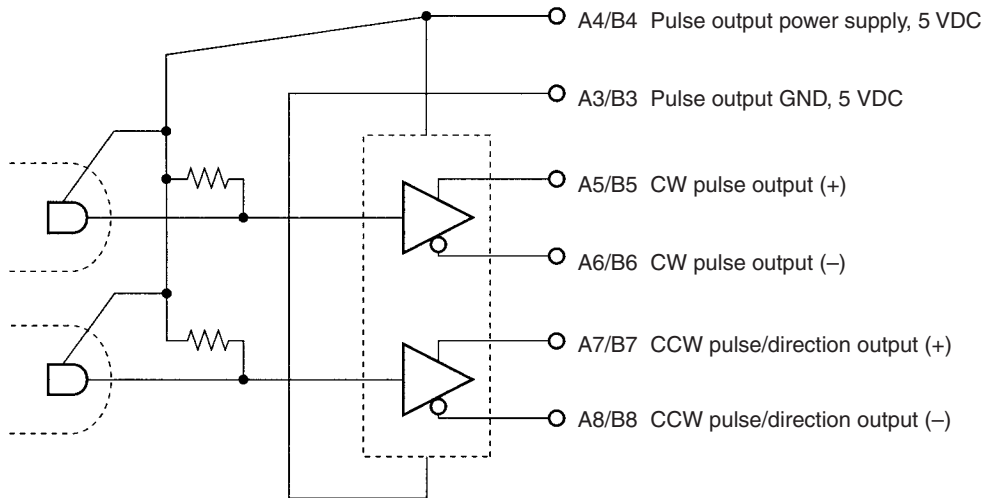 A4/B4 Pulse output power supply, 5 VDC
A3/B3 Pulse output GND, 5 VDC
A5/B5 CW pulse output (+)
A6/B6 CW pulse output (–)
A7/B7 CCW pulse/direction output (+)
A8/B8 CCW pulse/direction output (–)